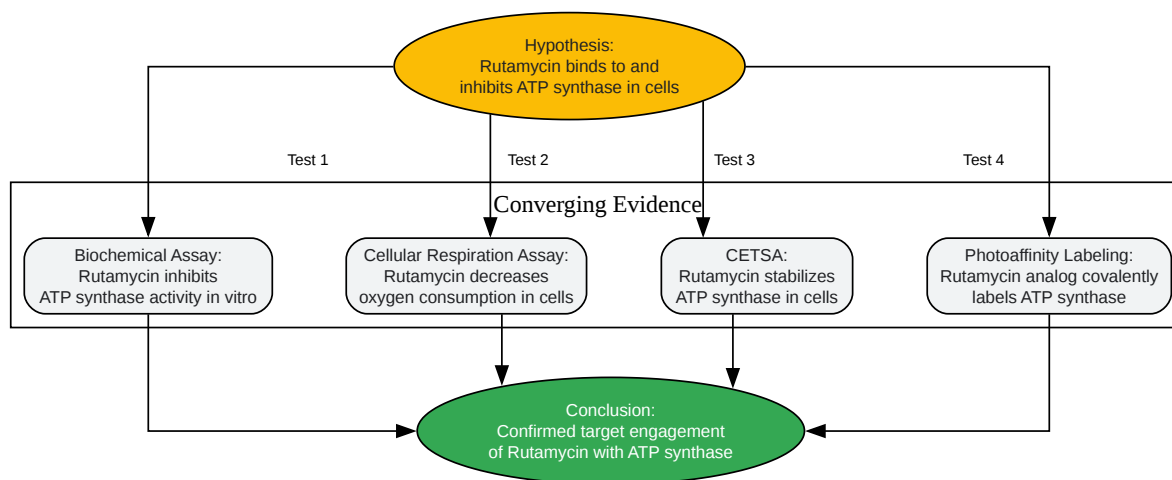 Hypothesis:
Rutamycin binds to and
inhibits ATP synthase in cells
Test 1
Test 2
Test 3
Test 4
Converging Evidence
Biochemical Assay:
Rutamycin inhibits
ATP synthase activity in vitro
Cellular Respiration Assay:
Rutamycin decreases
oxygen consumption in cells
CETSA:
Rutamycin stabilizes
ATP synthase in cells
Photoaffinity Labeling:
Rutamycin analog covalently
labels ATP synthase
Conclusion:
Confirmed target engagement
of Rutamycin with ATP synthase